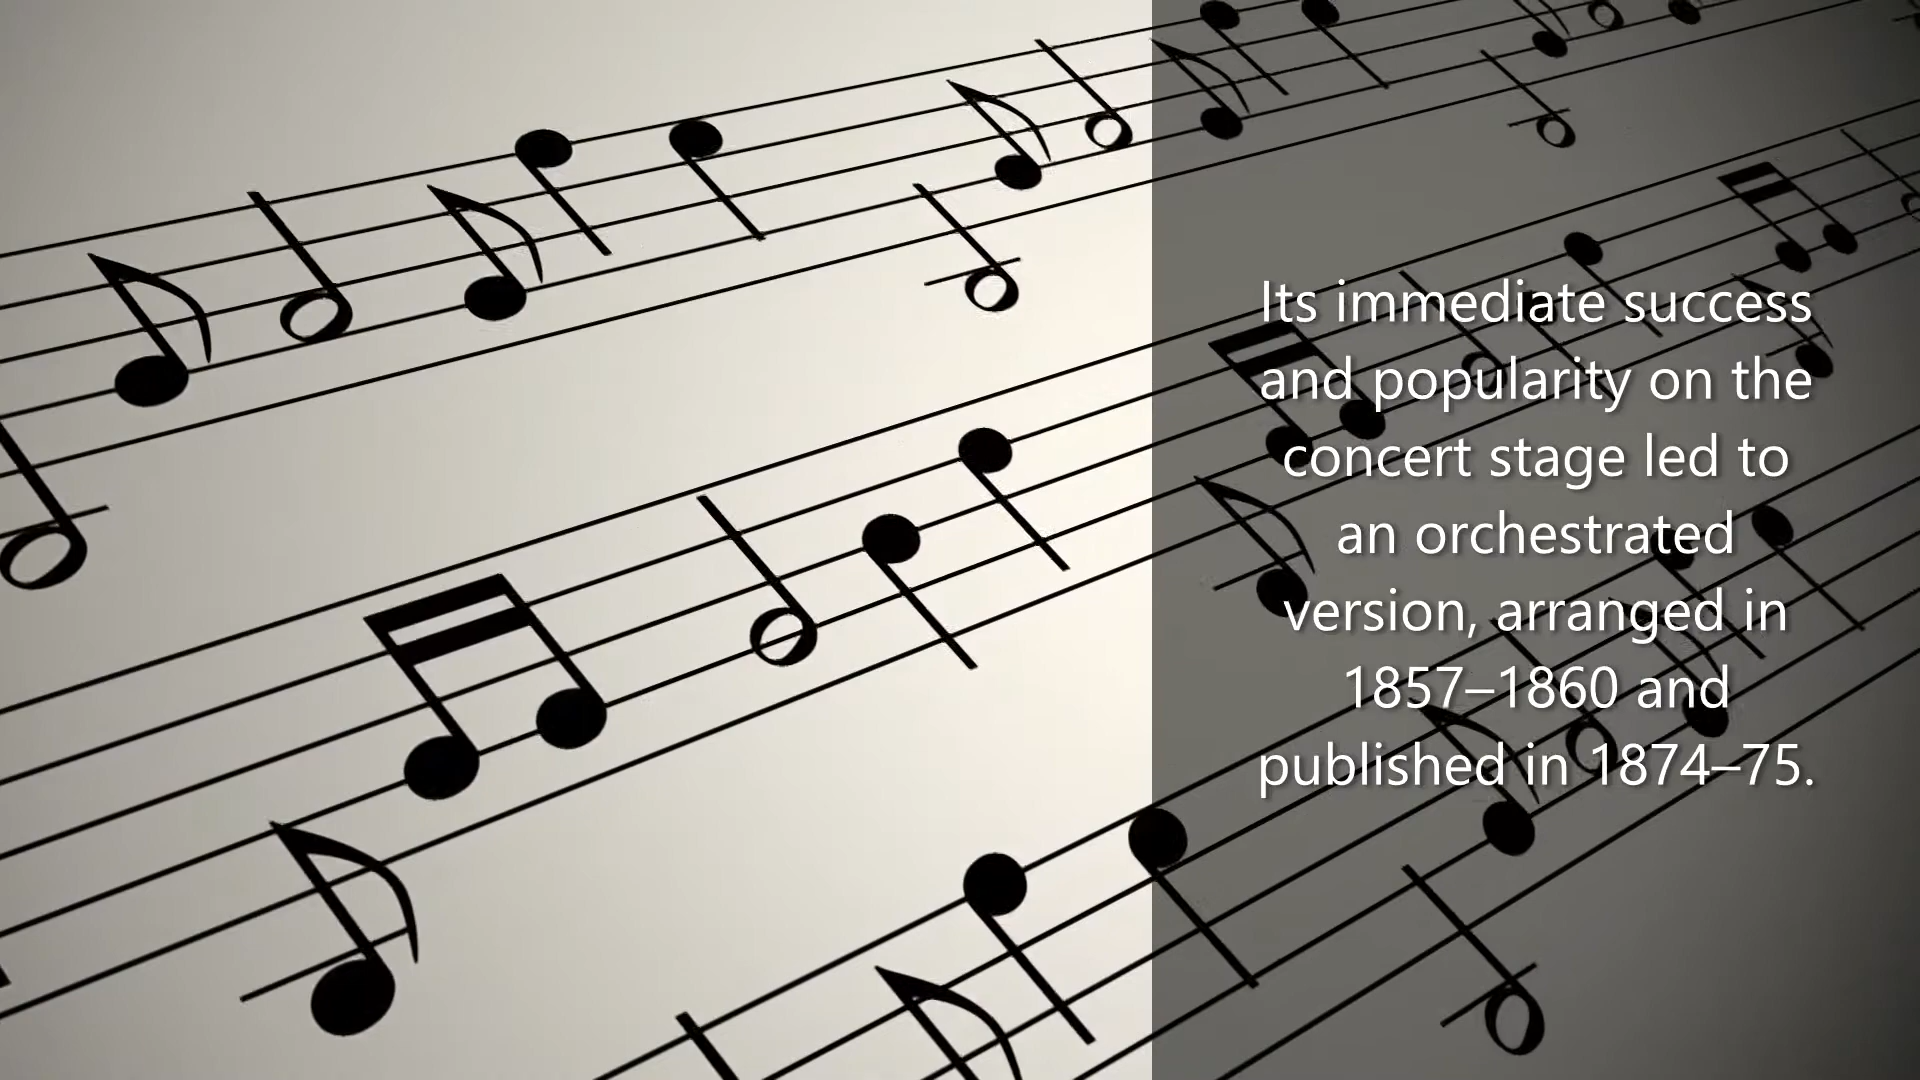 Its immediate success
and popularity on the
concert stage led to
an orchestrated
version, arranged in
1857–1860 and
published in 1874–75.